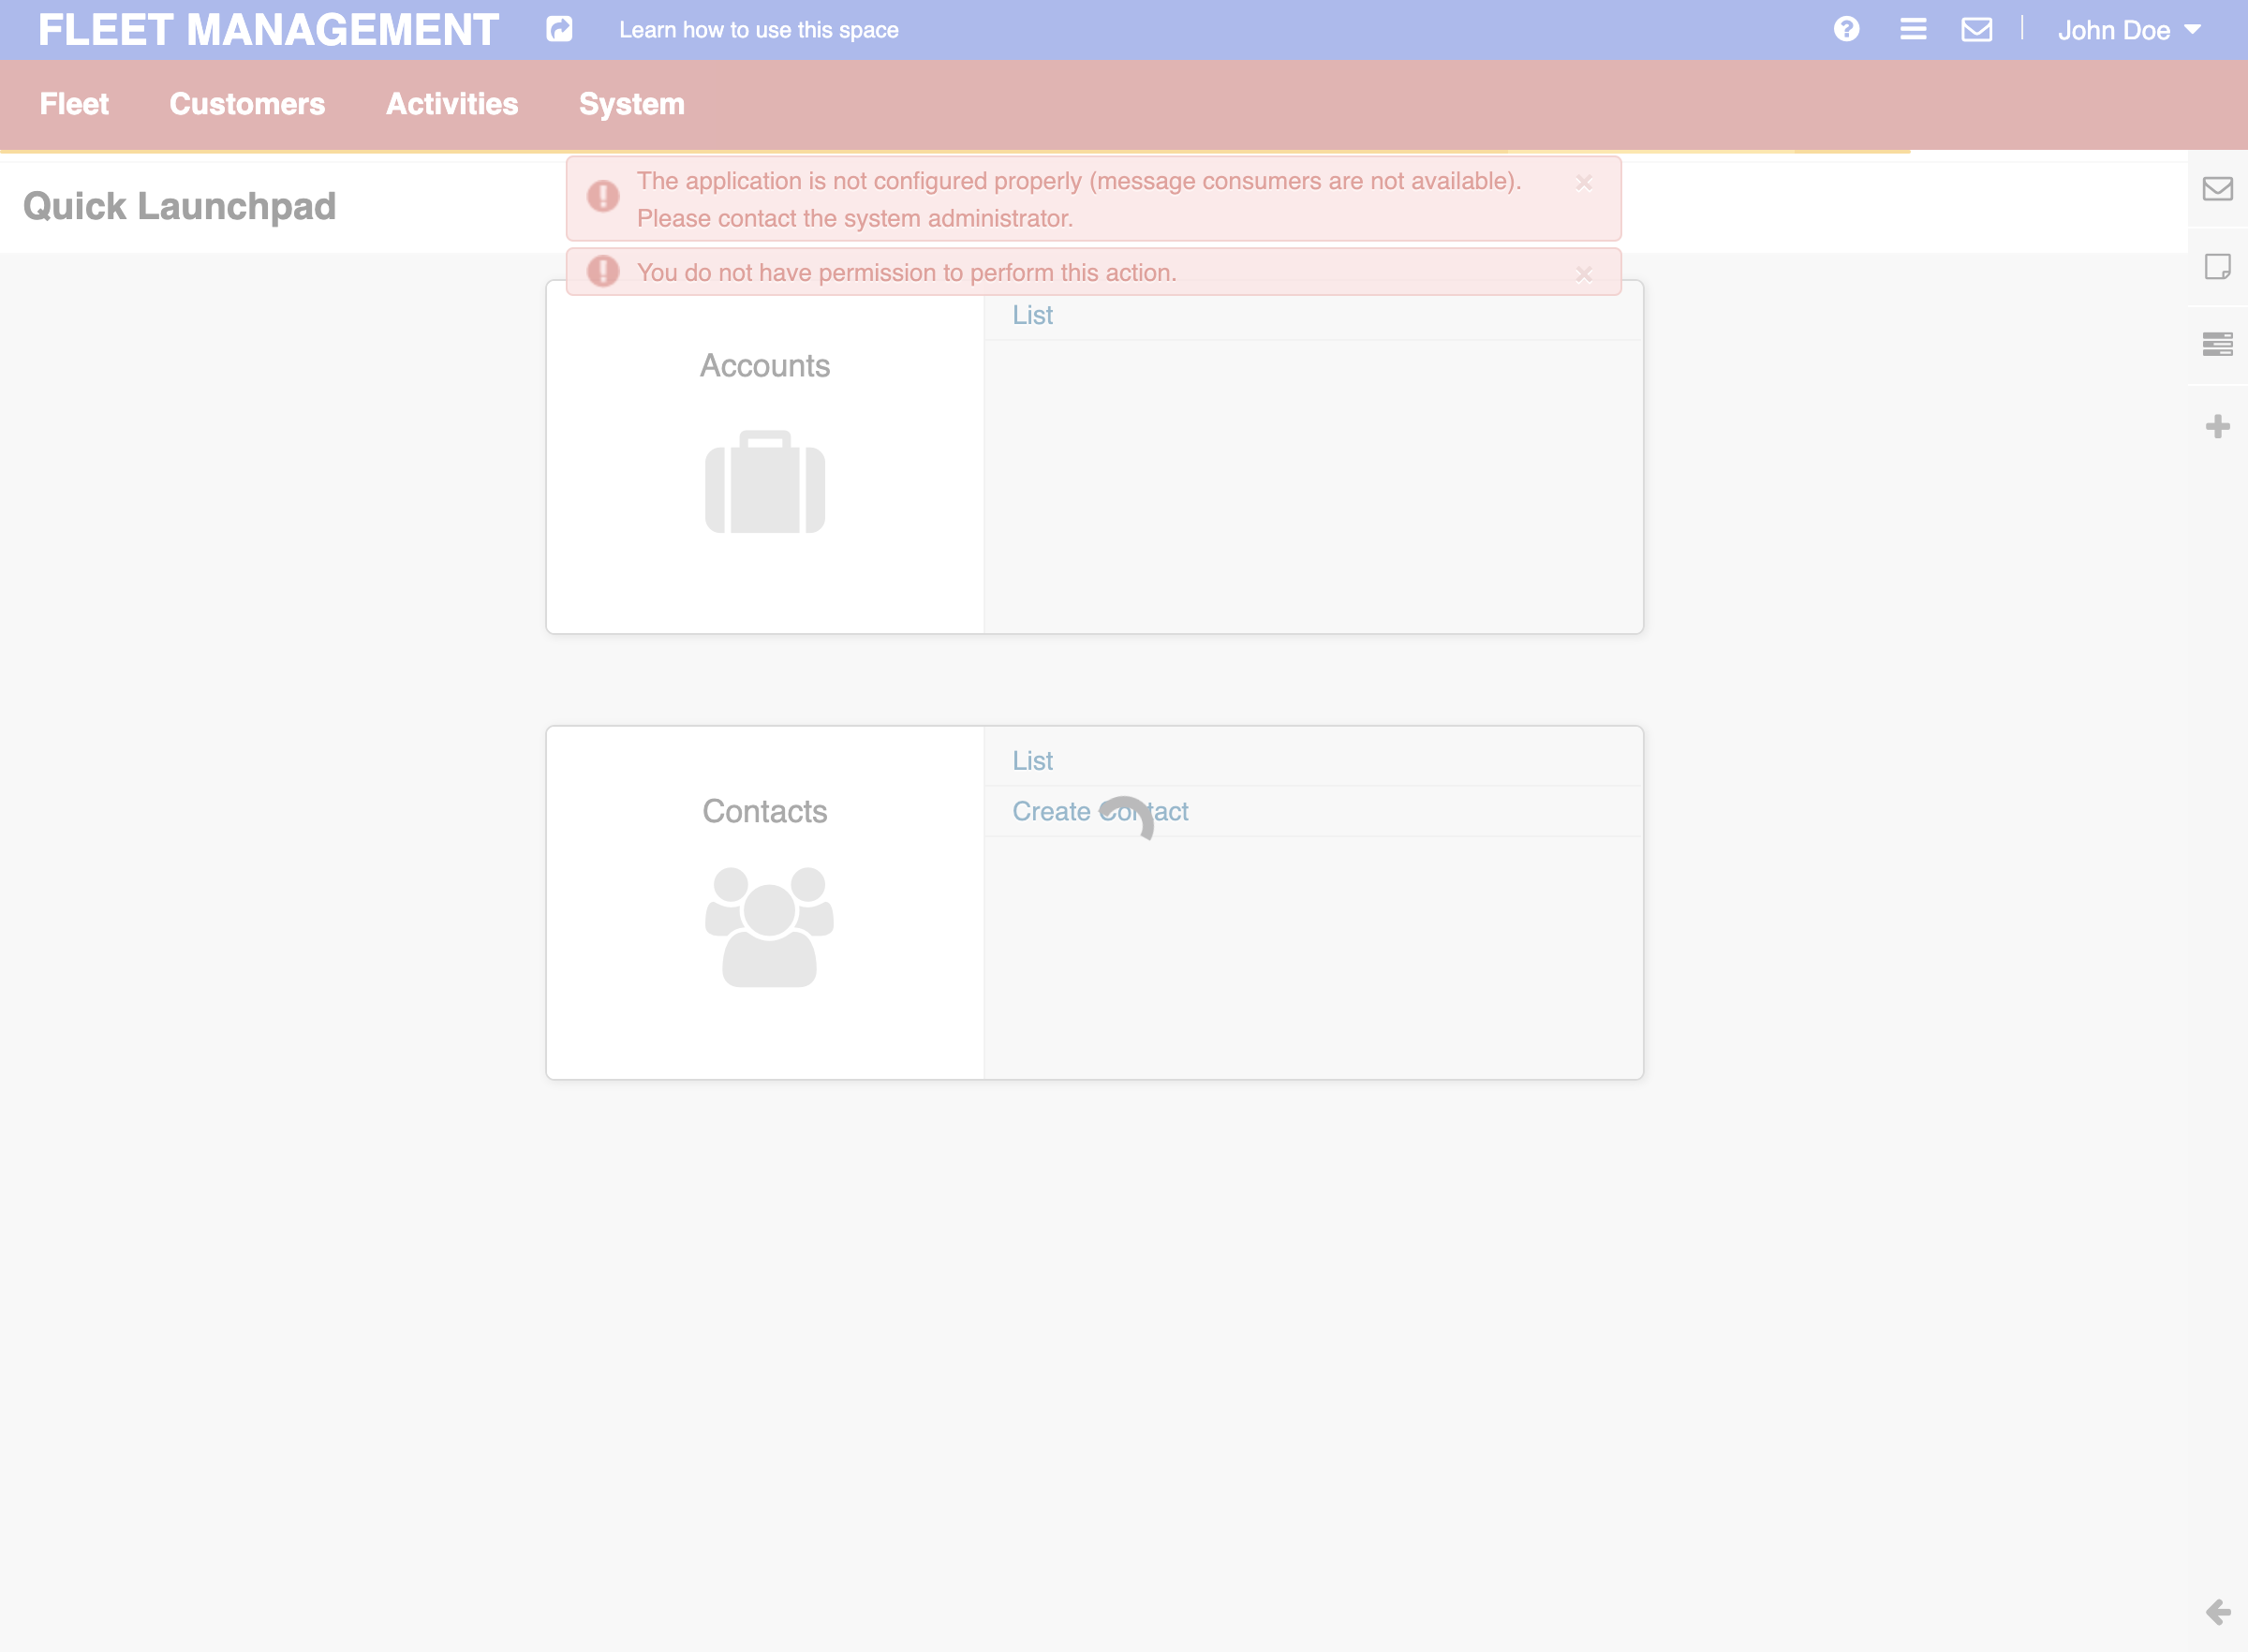 FLEET MANAGEMENT
Learn how to use this space
John Doe
Fleet
Customers
Activities
System
Quick Launchpad
The application is not configured properly (message consumers are not available).
Please contact the system administrator.
You do not have permission to perform this action.
Accounts
List
Contacts
List
Create Contact